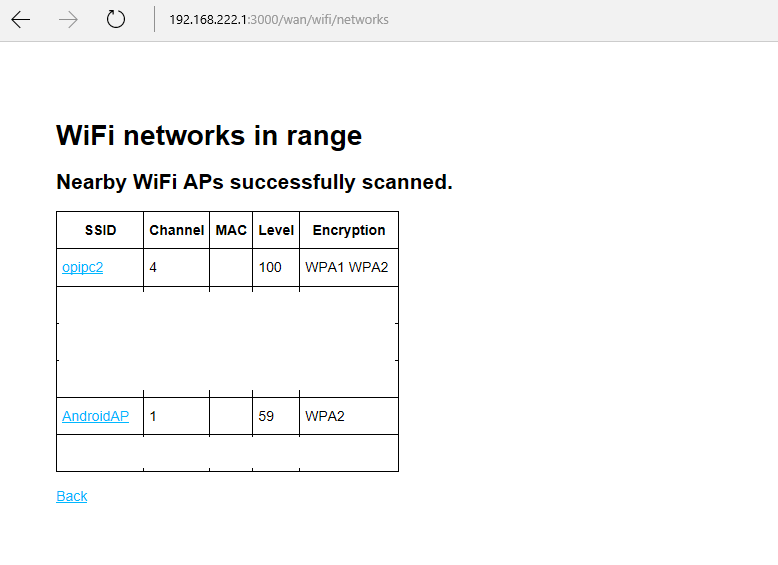 192.168.222.1:3000/wan/wifi/networks
WiFi networks in range
Nearby WiFi APs successfully scanned.
SSID Channel MAC Level Encryption
opipc2 4 100 WPA1 WPA2
AndroidAP 1 59 WPA2
Back